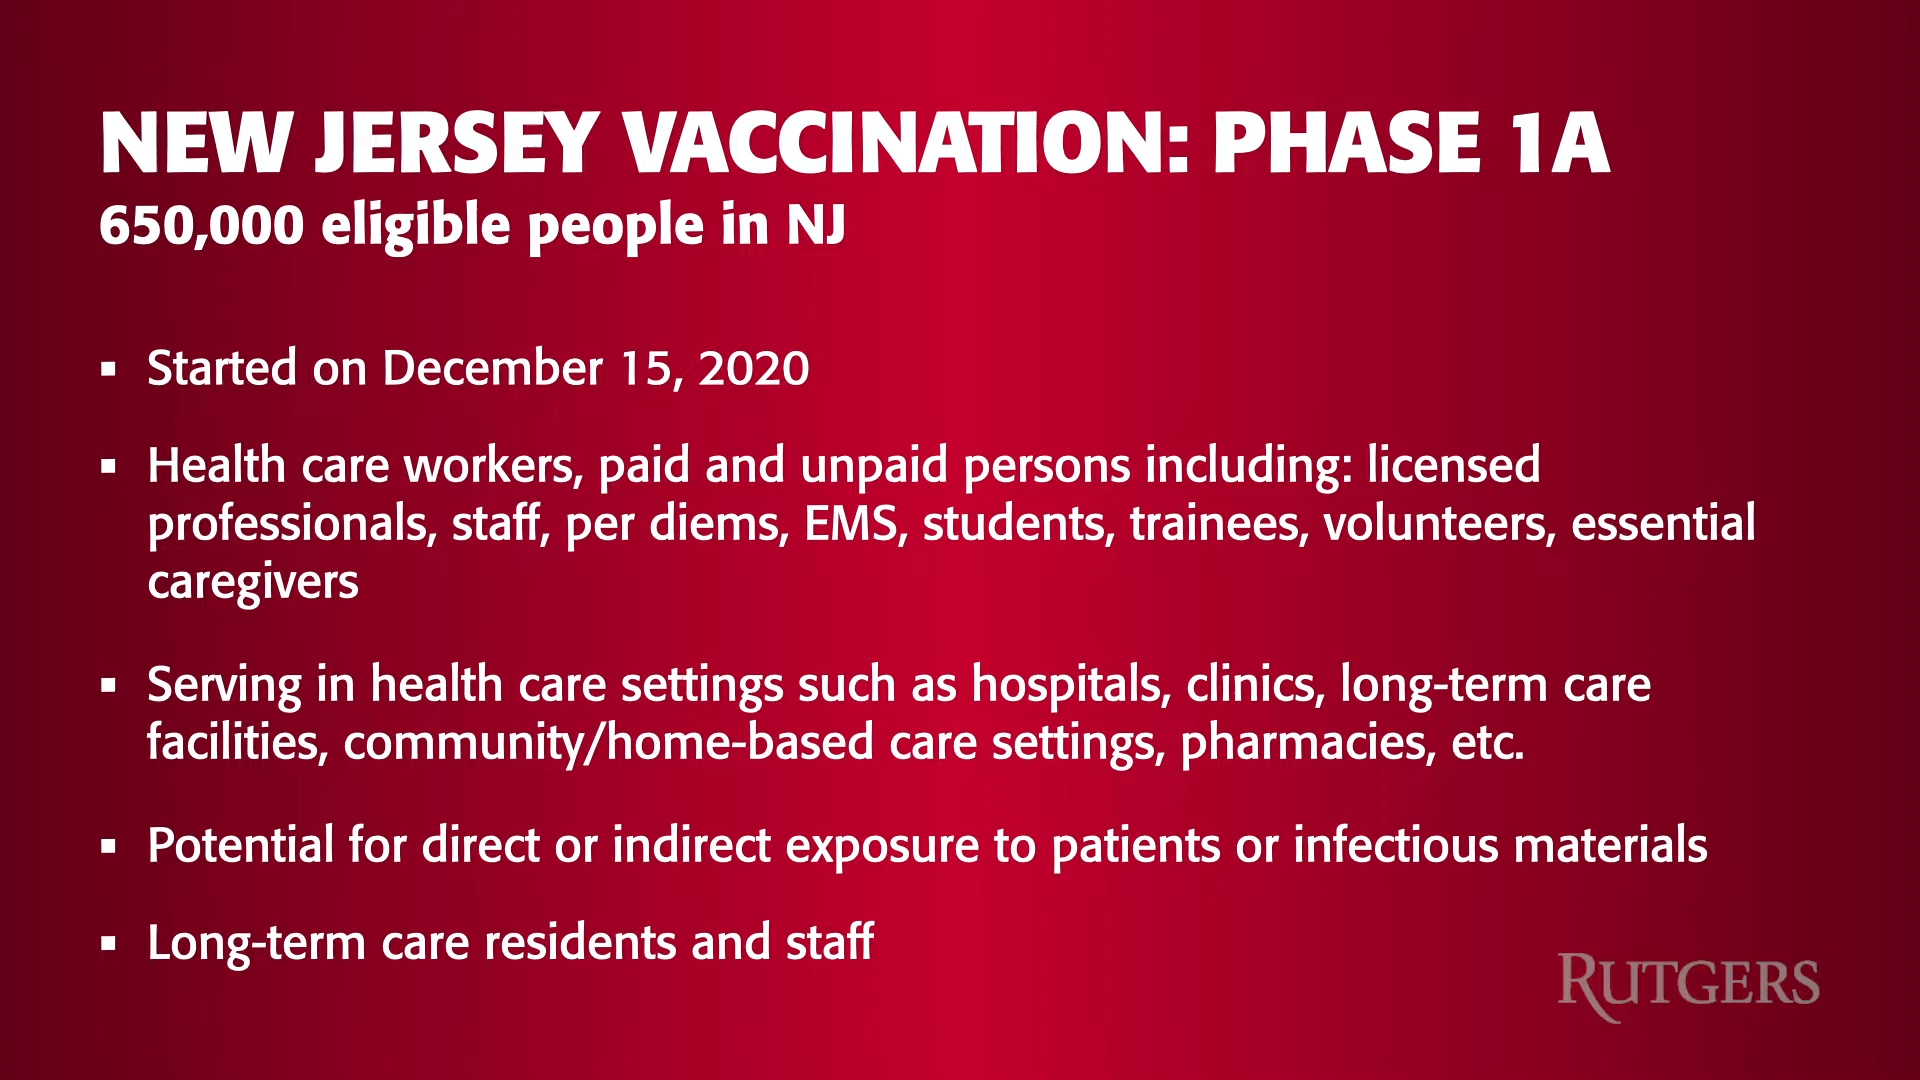 NEW JERSEY VACCINATION: PHASE 1A
650,000 eligible people in NJ
▪ Started on December 15, 2020
▪ Health care workers, paid and unpaid persons including: licensed
professionals, staff, per diems, EMS, students, trainees, volunteers, essential
caregivers
▪ Serving in health care settings such as hospitals, clinics, long-term care
facilities, community/home-based care settings, pharmacies, etc.
▪ Potential for direct or indirect exposure to patients or infectious materials
▪ Long-term care residents and staff
RUTGERS